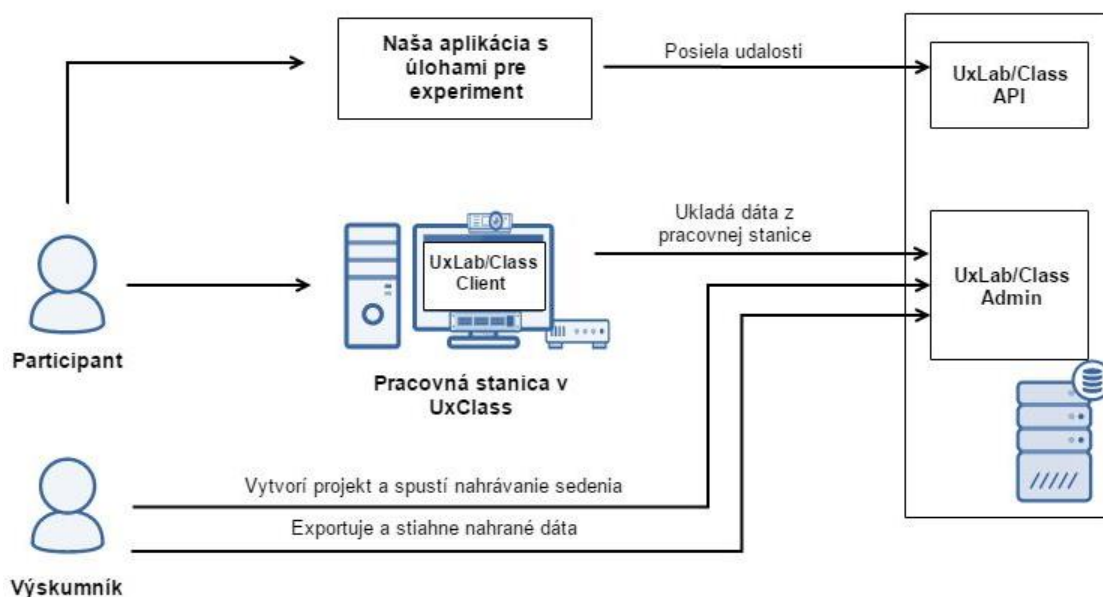 Naša aplikácia s
úlohami pre
experiment
Posiela udalosti
UxLab/Class
API
Ukladá dáta z
pracovnej stanice
UxLab/Class
Client
UxLab/Class
Admin
Participant
Pracovná stanica v
UxClass
Vytvorí projekt a spustí nahrávanie sedenia
Exportuje a stiahne nahrané dáta
Výskumník